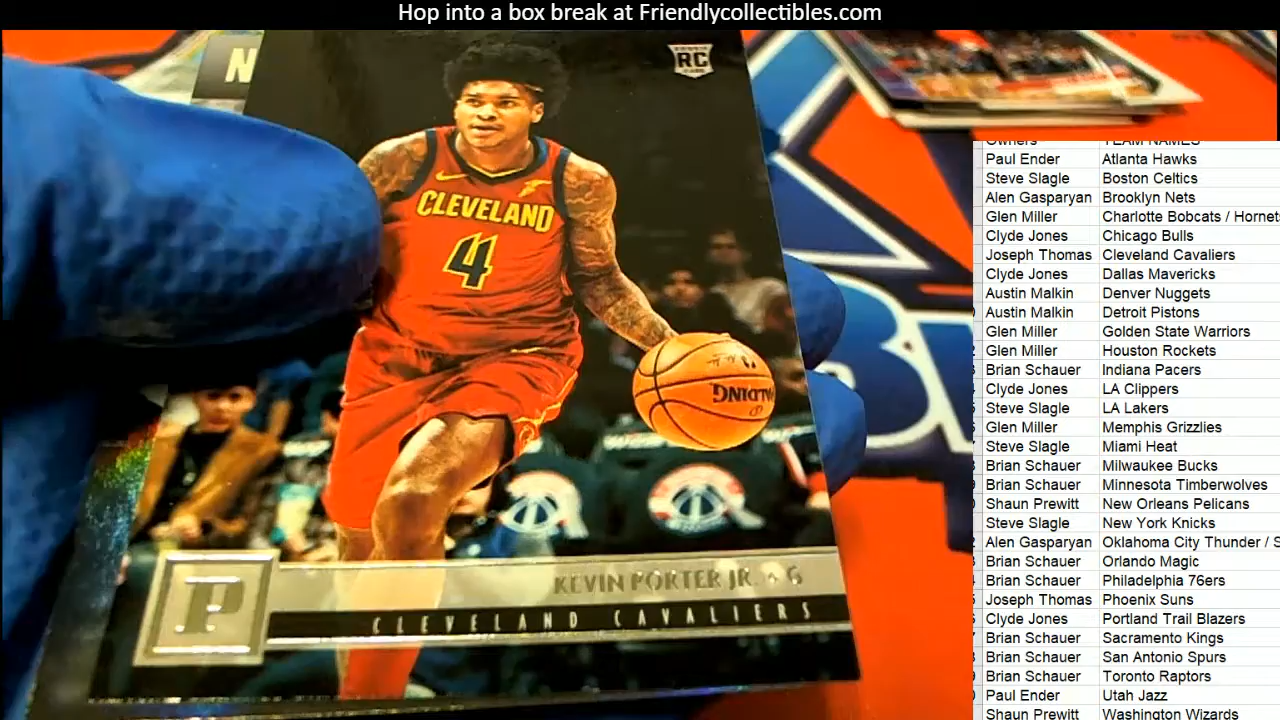 Hop into a box break at Friendlycollectibles.com
N
RC
CLEVELAND
4
SPALDING
P
KEVIN PORTER JR. • G
CLEVELAND CAVALIERS
Owners TEAM NAMES
Paul Ender Atlanta Hawks
Steve Slagle Boston Celtics
Alen Gasparyan Brooklyn Nets
Glen Miller Charlotte Bobcats / Hornet
Clyde Jones Chicago Bulls
Joseph Thomas Cleveland Cavaliers
Clyde Jones Dallas Mavericks
Austin Malkin Denver Nuggets
Austin Malkin Detroit Pistons
Glen Miller Golden State Warriors
Glen Miller Houston Rockets
Brian Schauer Indiana Pacers
Clyde Jones LA Clippers
Steve Slagle LA Lakers
Glen Miller Memphis Grizzlies
Steve Slagle Miami Heat
Brian Schauer Milwaukee Bucks
Brian Schauer Minnesota Timberwolves
Shaun Prewitt New Orleans Pelicans
Steve Slagle New York Knicks
Alen Gasparyan Oklahoma City Thunder / S
Brian Schauer Orlando Magic
Brian Schauer Philadelphia 76ers
Joseph Thomas Phoenix Suns
Clyde Jones Portland Trail Blazers
Brian Schauer Sacramento Kings
Brian Schauer San Antonio Spurs
Brian Schauer Toronto Raptors
Paul Ender Utah Jazz
Shaun Prewitt Washington Wizards